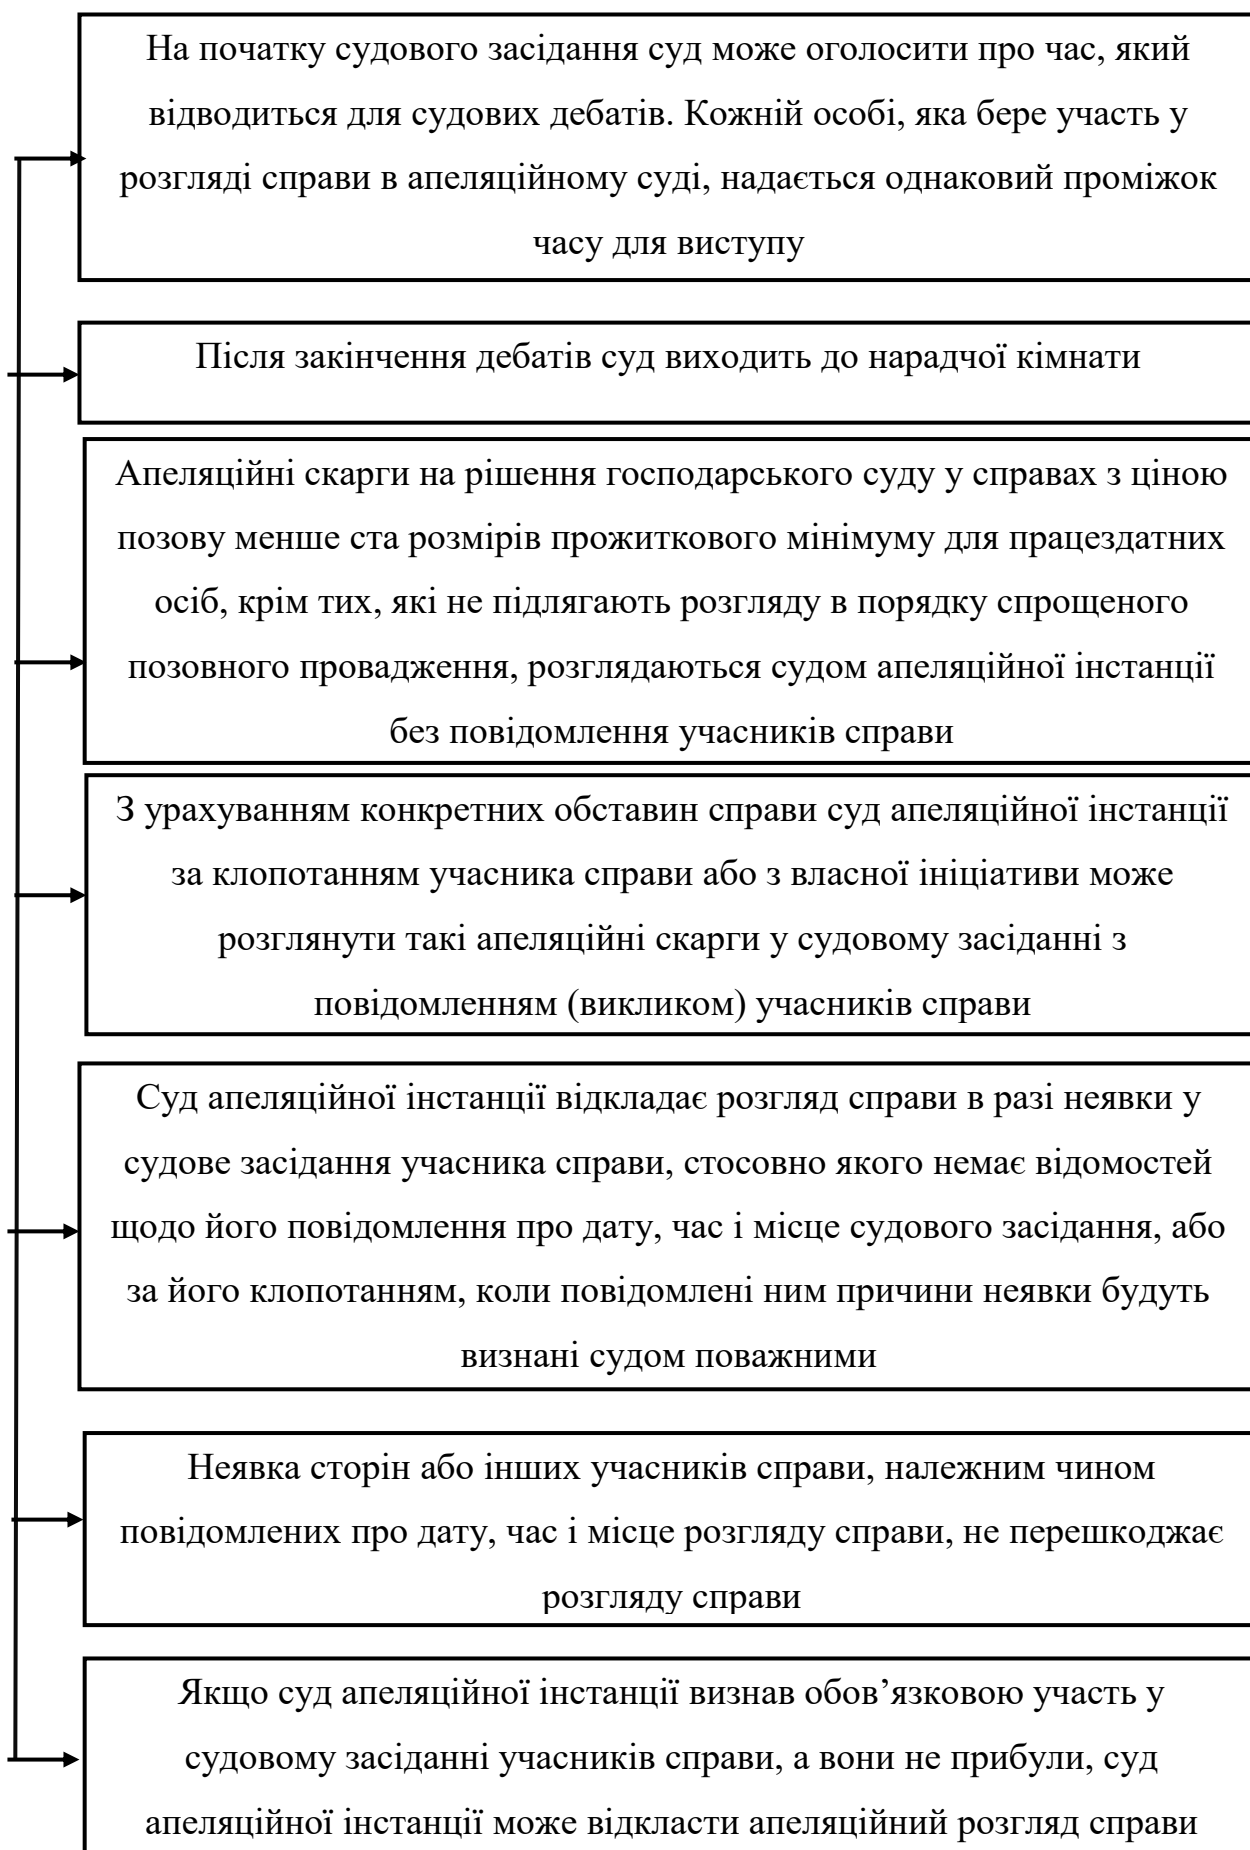 На початку судового засідання суд може оголосити про час, який
відводиться для судових дебатів. Кожній особі, яка бере участь у
розгляді справи в апеляційному суді, надається однаковий проміжок
часу для виступу
Після закінчення дебатів суд виходить до нарадчої кімнати
Апеляційні скарги на рішення господарського суду у справах з ціною
позову менше ста розмірів прожиткового мінімуму для працездатних
осіб, крім тих, які не підлягають розгляду в порядку спрощеного
позовного провадження, розглядаються судом апеляційної інстанції
без повідомлення учасників справи
З урахуванням конкретних обставин справи суд апеляційної інстанції
за клопотанням учасника справи або з власної ініціативи може
розглянути такі апеляційні скарги у судовому засіданні з
повідомленням (викликом) учасників справи
Суд апеляційної інстанції відкладає розгляд справи в разі неявки у
судове засідання учасника справи, стосовно якого немає відомостей
щодо його повідомлення про дату, час і місце судового засідання, або
за його клопотанням, коли повідомлені ним причини неявки будуть
визнані судом поважними
Неявка сторін або інших учасників справи, належним чином
повідомлених про дату, час і місце розгляду справи, не перешкоджає
розгляду справи
Якщо суд апеляційної інстанції визнав обов’язковою участь у
судовому засіданні учасників справи, а вони не прибули, суд
апеляційної інстанції може відкласти апеляційний розгляд справи